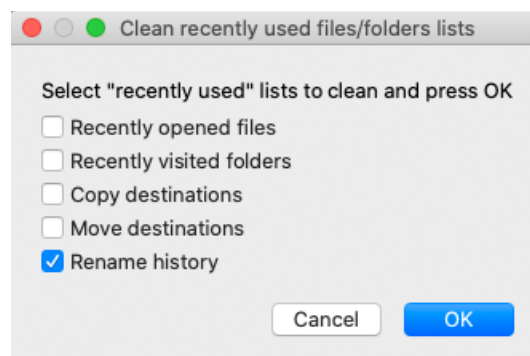 Clean recently used files/folders lists
Select "recently used" lists to clean and press OK
Recently opened files
Recently visited folders
Copy destinations
Move destinations
Rename history
Cancel OK